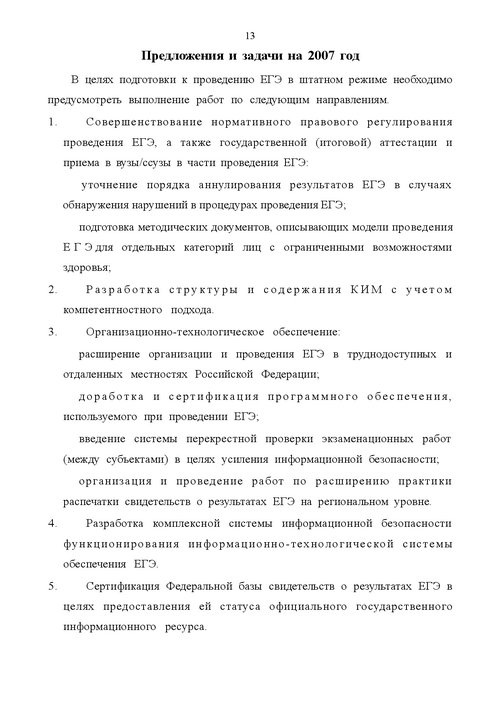 13
Предложения и задачи на 2007 год
В целях подготовки к проведению ЕГЭ в штатном режиме необходимо
предусмотреть выполнение работ по следующим направлениям.
1. Совершенствование нормативного правового регулирования
проведения ЕГЭ, а также государственной (итоговой) аттестации и
приема в вузы/ссузы в части проведения ЕГЭ:
уточнение порядка аннулирования результатов ЕГЭ в случаях
обнаружения нарушений в процедурах проведения ЕГЭ;
подготовка методических документов, описывающих модели проведения
ЕГЭ для отдельных категорий лиц с ограниченными возможностями
здоровья;
2. Разработка структуры и содержания КИМ с учетом
компетентностного подхода.
3. Организационно-технологическое обеспечение:
расширение организации и проведения ЕГЭ в труднодоступных и
отдаленных местностях Российской Федерации;
доработка и сертификация программного обеспечения,
используемого при проведении ЕГЭ;
введение системы перекрестной проверки экзаменационных работ
(между субъектами) в целях усиления информационной безопасности;
организация и проведение работ по расширению практики
распечатки свидетельств о результатах ЕГЭ на региональном уровне.
4. Разработка комплексной системы информационной безопасности
функционирования информационно-технологической системы
обеспечения ЕГЭ.
5. Сертификация Федеральной базы свидетельств о результатах ЕГЭ в
целях предоставления ей статуса официального государственного
информационного ресурса.